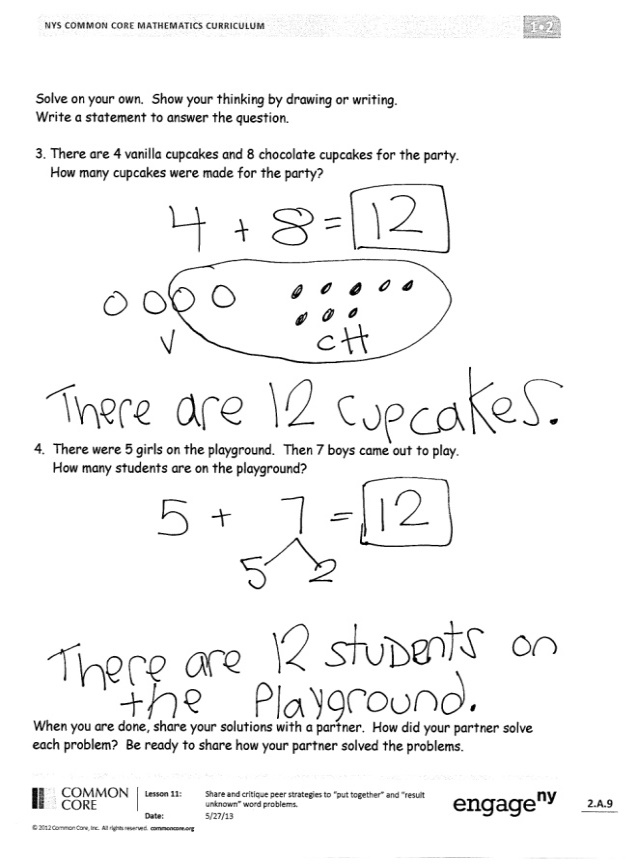 NYS COMMON CORE MATHEMATICS CURRICULUM 1•2
Solve on your own. Show your thinking by drawing or writing.
Write a statement to answer the question.
3. There are 4 vanilla cupcakes and 8 chocolate cupcakes for the party.
How many cupcakes were made for the party?
4 + 8 = 12
V
CH
There are 12 cupcakes.
4. There were 5 girls on the playground. Then 7 boys came out to play.
How many students are on the playground?
5 + 7 = 12
5 2
There are 12 students on
the Playground.
When you are done, share your solutions with a partner. How did your partner solve
each problem? Be ready to share how your partner solved the problems.
COMMON
CORE
Lesson 11: Share and critique peer strategies to "put together" and "result
unknown" word problems.
Date: 5/27/13
engageny
2.A.9
© 2012 Common Core, Inc. All rights reserved. commoncore.org